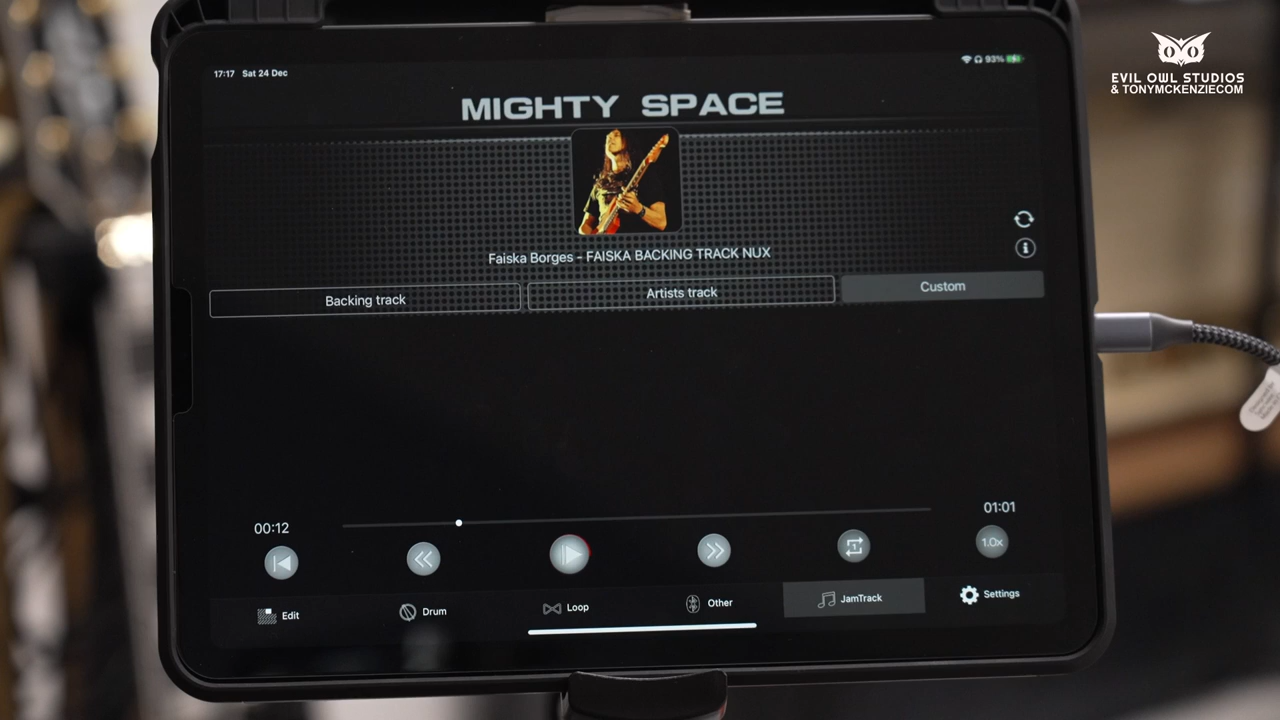 17:17 Sat 24 Dec
93%
EVIL OWL STUDIOS
& TONYMCKENZIECOM
MIGHTY SPACE
Faiska Borges - FAISKA BACKING TRACK NUX
Backing track
Artists track
Custom
00:12
01:01
1.0x
Edit
Drum
Loop
Other
JamTrack
Settings